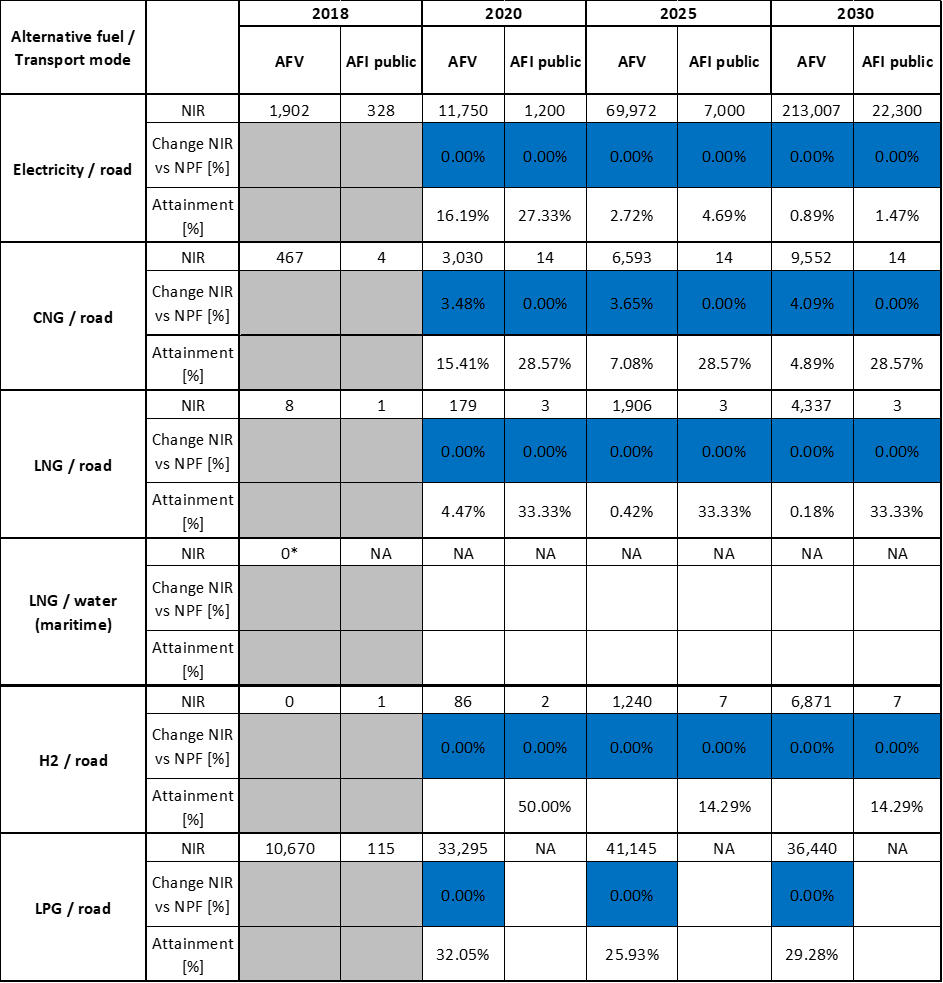 Alternative fuel / Transport mode 2018 2020 2025 2030
AFV AFI public AFV AFI public AFV AFI public AFV AFI public
Electricity / road
NIR 1,902 328 11,750 1,200 69,972 7,000 213,007 22,300
Change NIR vs NPF [%] 0.00% 0.00% 0.00% 0.00% 0.00% 0.00%
Attainment [%] 16.19% 27.33% 2.72% 4.69% 0.89% 1.47%
CNG / road
NIR 467 4 3,030 14 6,593 14 9,552 14
Change NIR vs NPF [%] 3.48% 0.00% 3.65% 0.00% 4.09% 0.00%
Attainment [%] 15.41% 28.57% 7.08% 28.57% 4.89% 28.57%
LNG / road
NIR 8 1 179 3 1,906 3 4,337 3
Change NIR vs NPF [%] 0.00% 0.00% 0.00% 0.00% 0.00% 0.00%
Attainment [%] 4.47% 33.33% 0.42% 33.33% 0.18% 33.33%
LNG / water (maritime)
NIR 0* NA NA NA NA NA NA NA
Change NIR vs NPF [%]
Attainment [%]
H2 / road
NIR 0 1 86 2 1,240 7 6,871 7
Change NIR vs NPF [%] 0.00% 0.00% 0.00% 0.00% 0.00% 0.00%
Attainment [%] 50.00% 14.29% 14.29%
LPG / road
NIR 10,670 115 33,295 NA 41,145 NA 36,440 NA
Change NIR vs NPF [%] 0.00% 0.00% 0.00%
Attainment [%] 32.05% 25.93% 29.28%